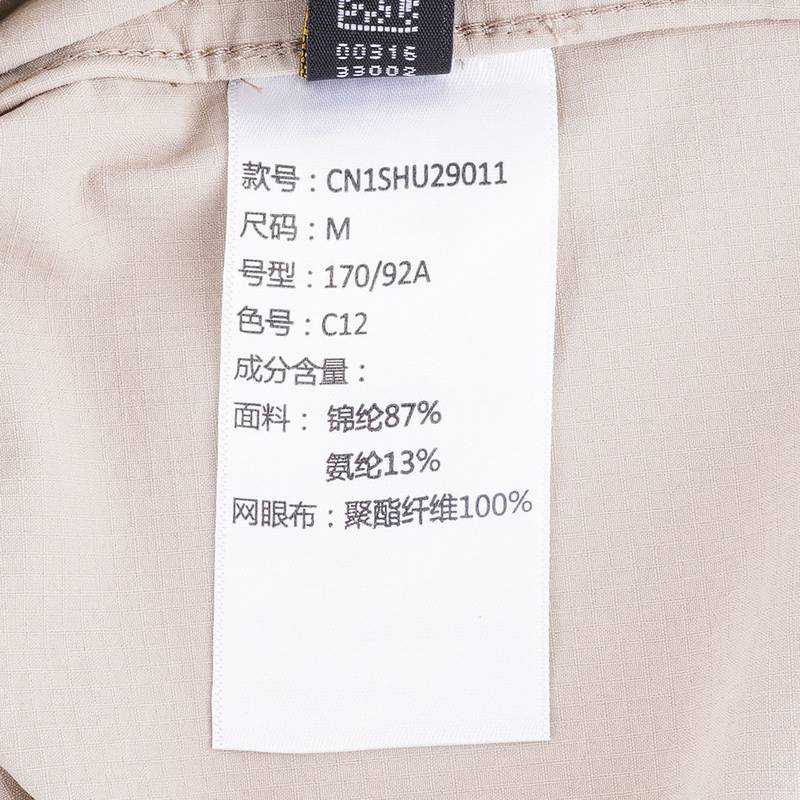 00316
33002
款号：CN1SHU29011
尺码：M
号型：170/92A
色号：C12
成分含量：
面料： 锦纶87%
氨纶13%
网眼布：聚酯纤维100%